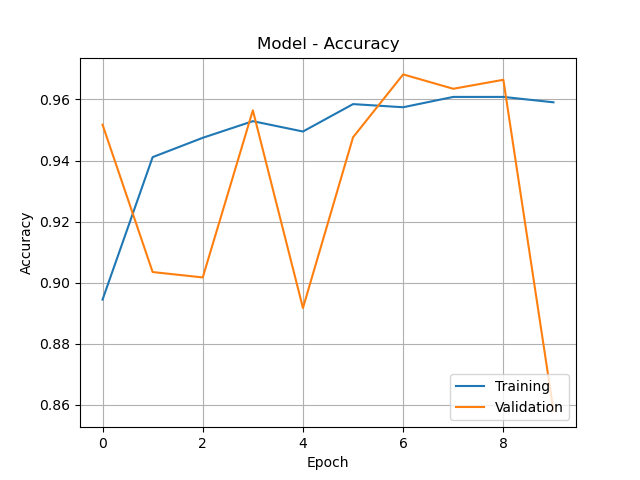 Model - Accuracy
Accuracy
0.96
0.94
0.92
0.90
0.88
0.86
0 2 4 6 8
Epoch
Training
Validation